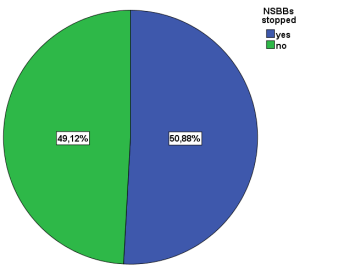 NSBBs
stopped
yes
no
49,12%
50,88%